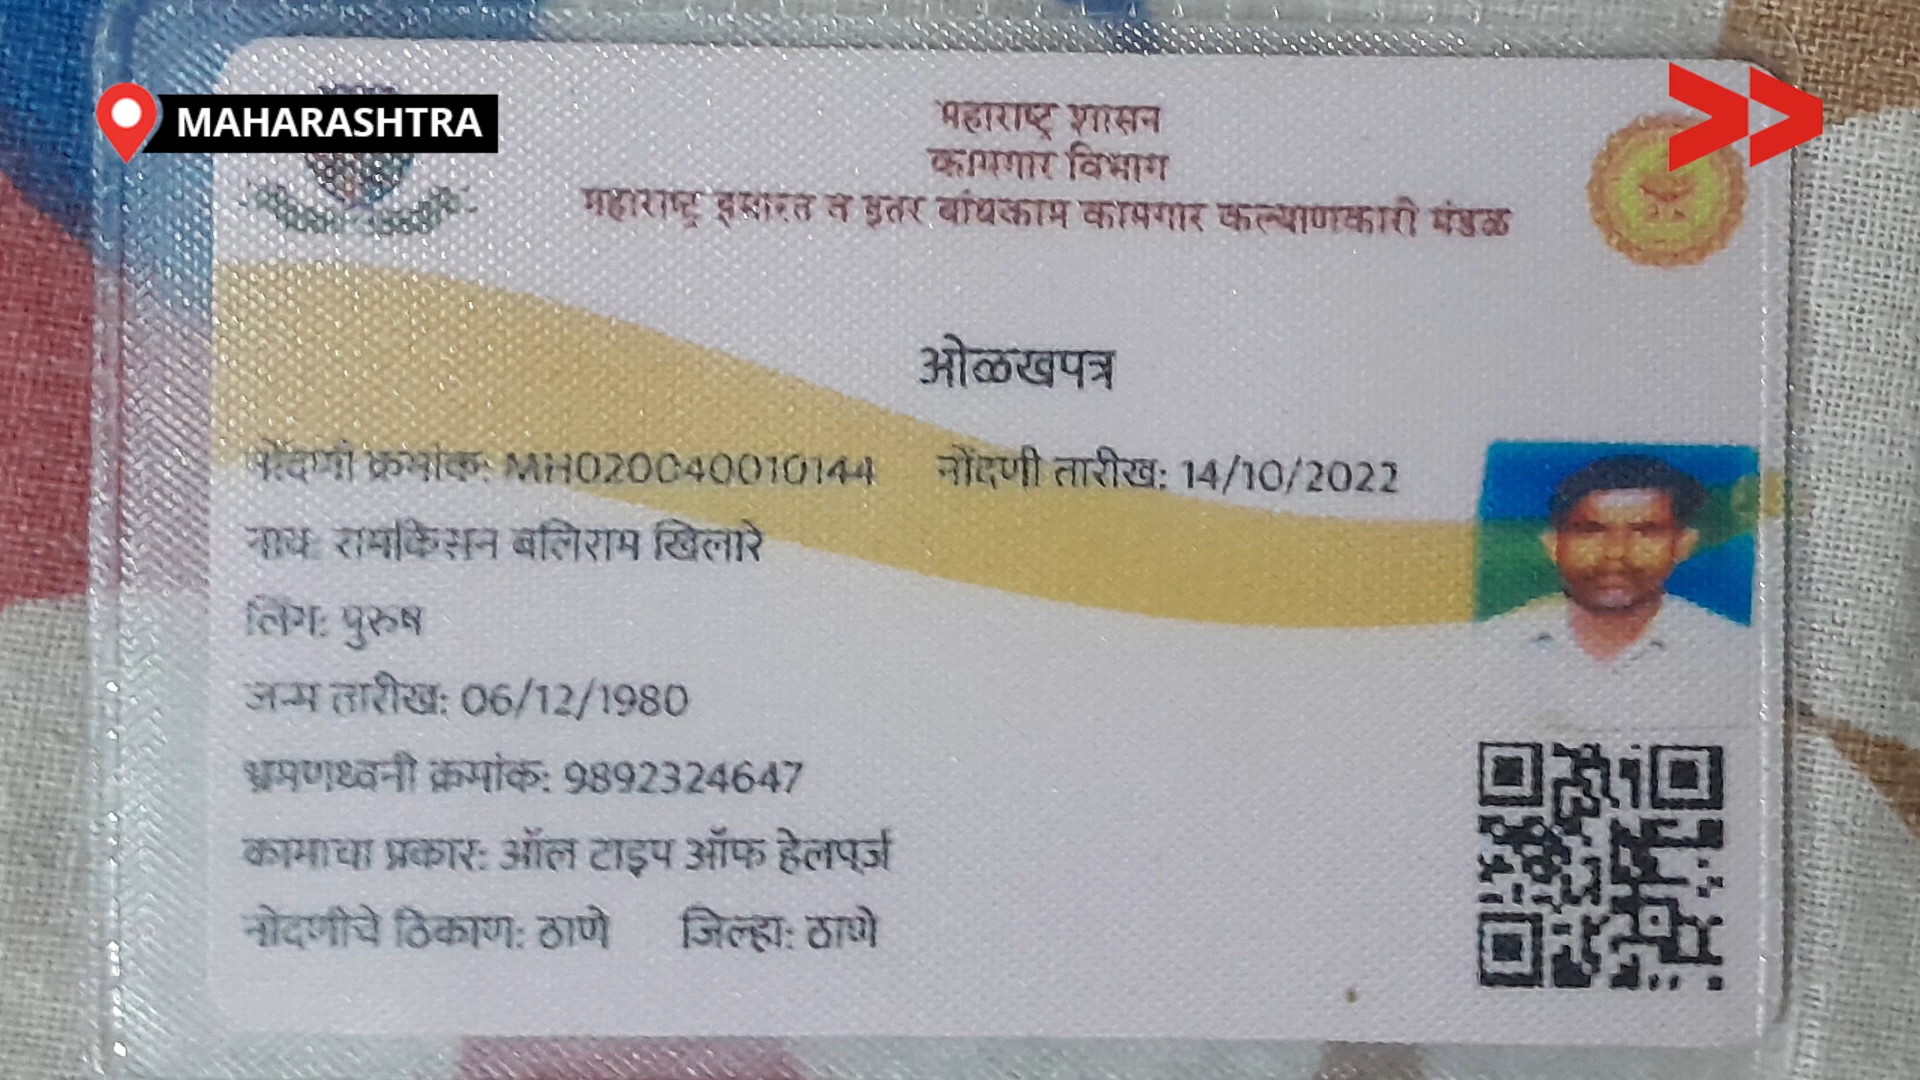 MAHARASHTRA
महाराष्ट्र शासन
कामगार विभाग
महाराष्ट्र इमारत व इतर बांधकाम कामगार कल्याणकारी मंडळ
ओळखपत्र
नोंदणी क्रमांक: MH020040010144 नोंदणी तारीख: 14/10/2022
नाव: रामकिसन बलिराम खिलारे
लिंग: पुरुष
जन्म तारीख: 06/12/1980
भ्रमणध्वनी क्रमांक: 9892324647
कामाचा प्रकार: ऑल टाइप ऑफ हेलपर्ज
नोदणीचे ठिकाण: ठाणे जिल्हा: ठाणे